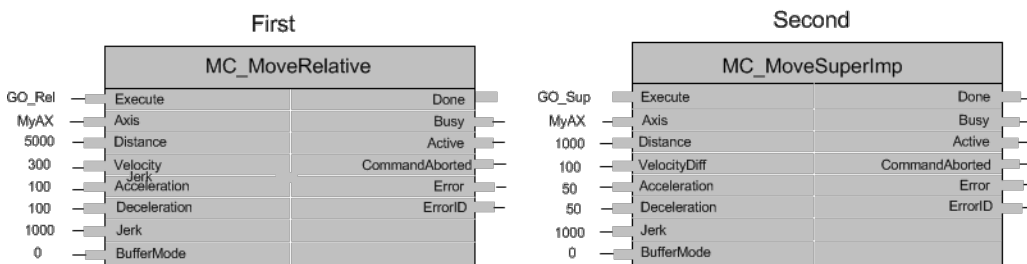 First
MC_MoveRelative
GO_Rel Execute Done
MyAX Axis Busy
5000 Distance Active
300 Velocity CommandAborted
Jerk
100 Acceleration Error
100 Deceleration ErrorID
1000 Jerk
0 BufferMode
Second
MC_MoveSuperImp
GO_Sup Execute Done
MyAX Axis Busy
1000 Distance Active
100 VelocityDiff CommandAborted
50 Acceleration Error
50 Deceleration ErrorID
1000 Jerk
0 BufferMode